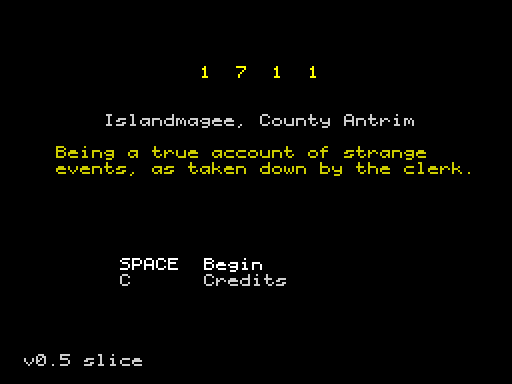 1 7 1 1
Islandmagee, County Antrim
Being a true account of strange
events, as taken down by the clerk.
SPACE Begin
C Credits
v0.5 slice